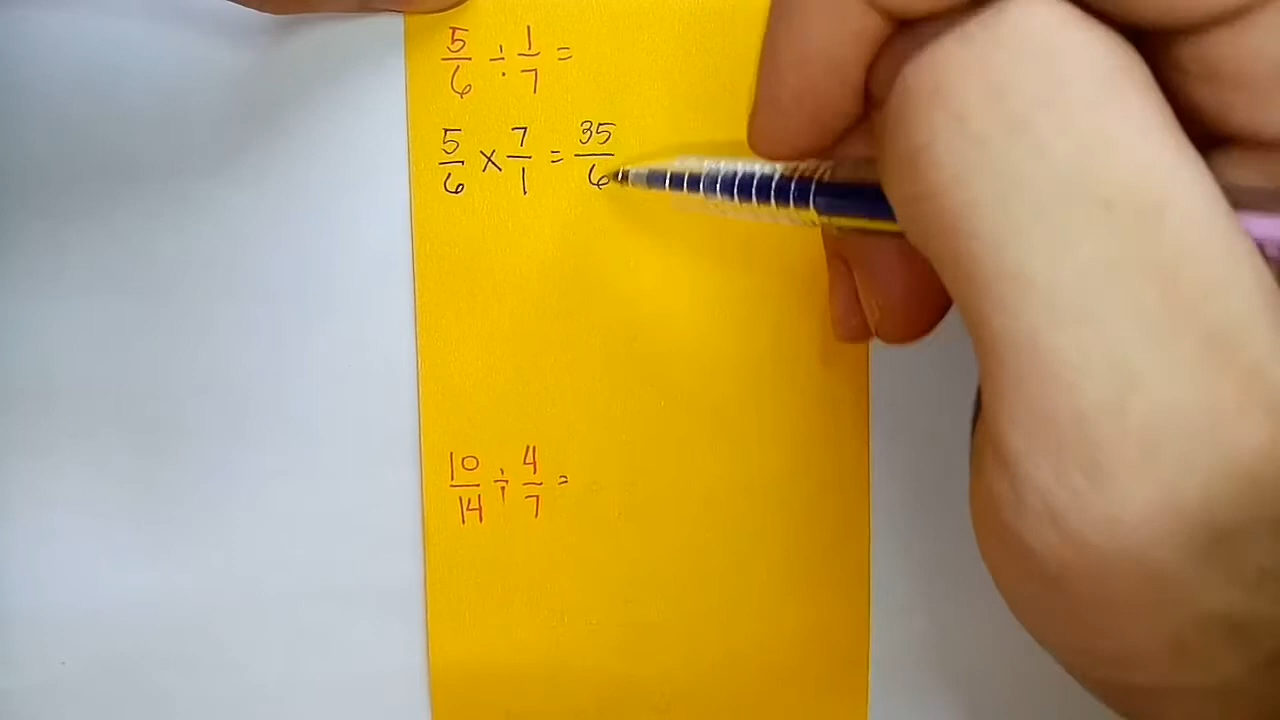 5/6 ÷ 1/7 =
5/6 × 7/1 = 35/6
10/14 ÷ 4/7 =